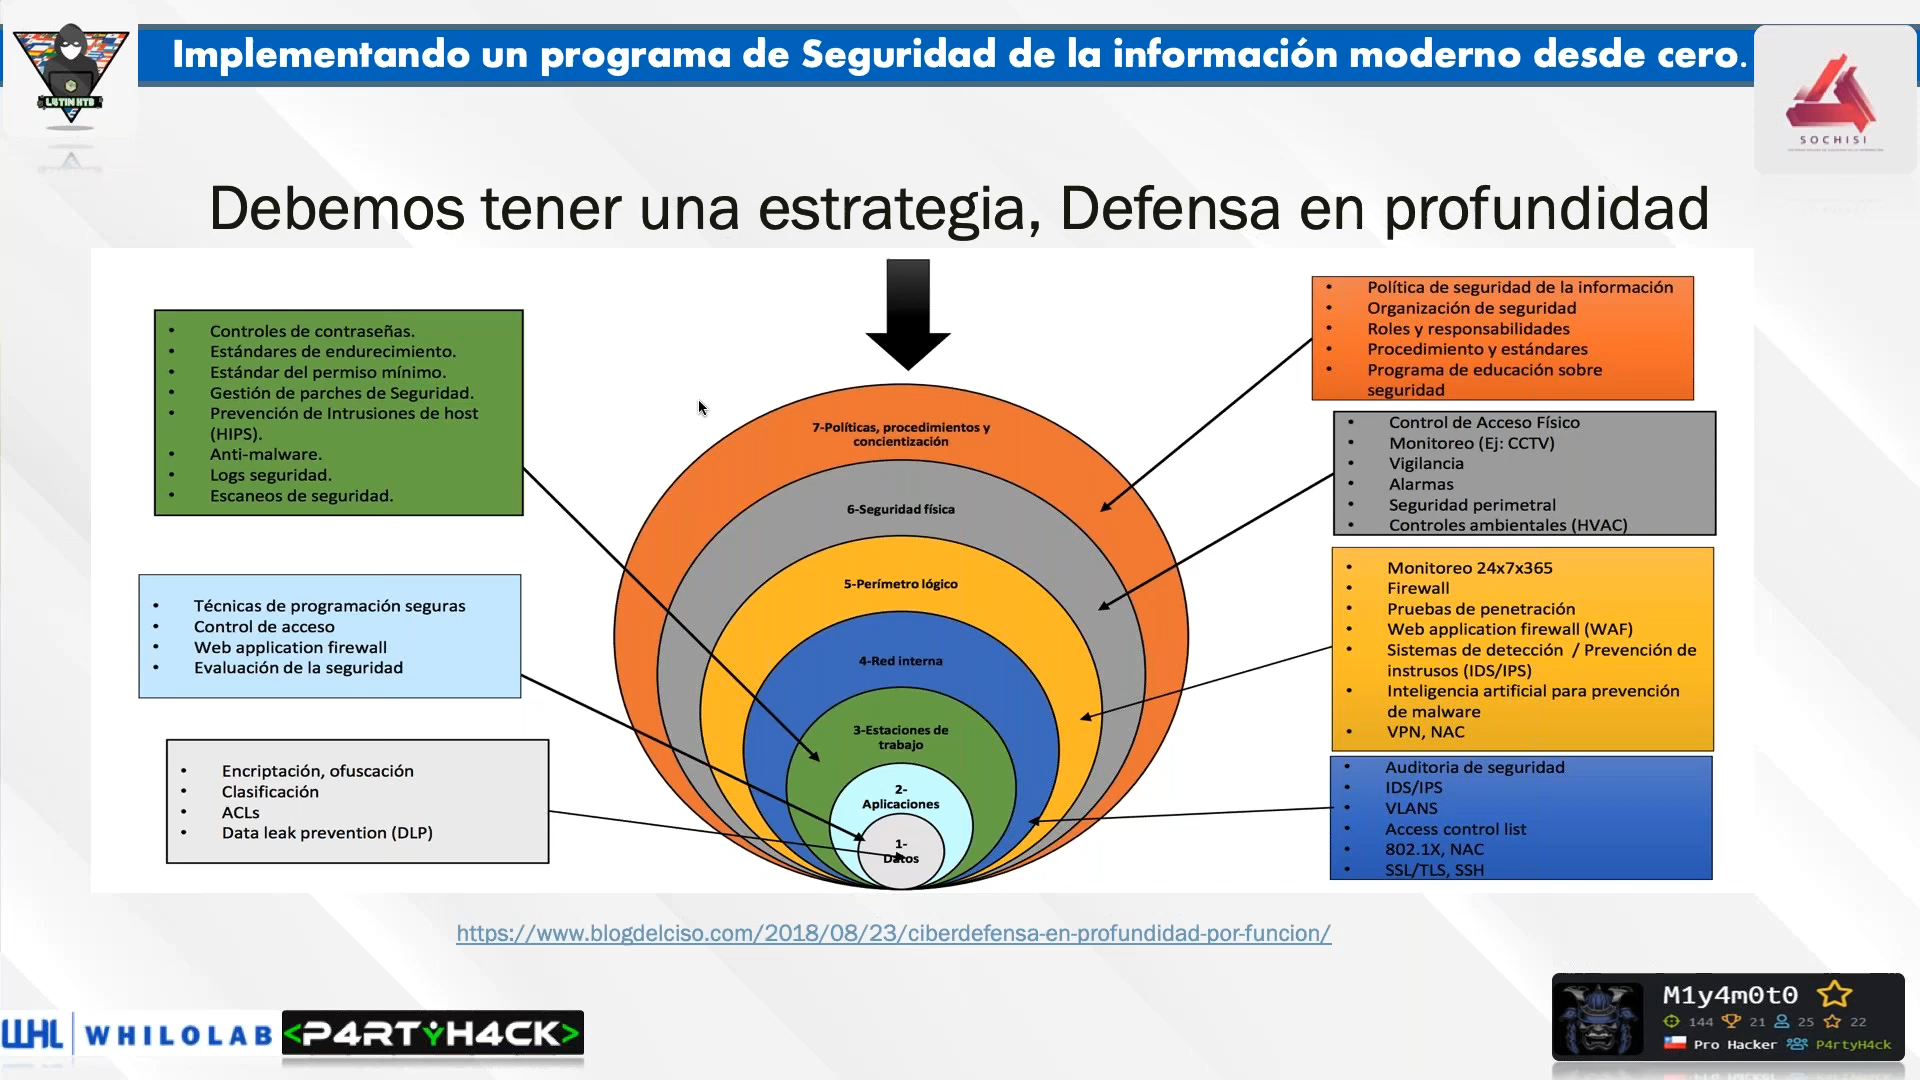 Implementando un programa de Seguridad de la información moderno desde cero.
L4TIN HTB
SOCHISI
Debemos tener una estrategia, Defensa en profundidad
• Controles de contraseñas.
• Estándares de endurecimiento.
• Estándar del permiso mínimo.
• Gestión de parches de Seguridad.
• Prevención de Intrusiones de host
(HIPS).
• Anti-malware.
• Logs seguridad.
• Escaneos de seguridad.
• Técnicas de programación seguras
• Control de acceso
• Web application firewall
• Evaluación de la seguridad
• Encriptación, ofuscación
• Clasificación
• ACLs
• Data leak prevention (DLP)
7-Políticas, procedimientos y
concientización
6-Seguridad física
5-Perímetro lógico
4-Red interna
3-Estaciones de
trabajo
2-
Aplicaciones
1-
Datos
• Política de seguridad de la información
• Organización de seguridad
• Roles y responsabilidades
• Procedimiento y estándares
• Programa de educación sobre
seguridad
• Control de Acceso Físico
• Monitoreo (Ej: CCTV)
• Vigilancia
• Alarmas
• Seguridad perimetral
• Controles ambientales (HVAC)
• Monitoreo 24x7x365
• Firewall
• Pruebas de penetración
• Web application firewall (WAF)
• Sistemas de detección / Prevención de
instrusos (IDS/IPS)
• Inteligencia artificial para prevención
de malware
• VPN, NAC
• Auditoria de seguridad
• IDS/IPS
• VLANS
• Access control list
• 802.1X, NAC
• SSL/TLS, SSH
https://www.blogdelciso.com/2018/08/23/ciberdefensa-en-profundidad-por-funcion/
WHL WHILOLAB
<P4RTYH4CK>
M1y4m0t0
144 21 25 22
Pro Hacker P4rtyH4ck